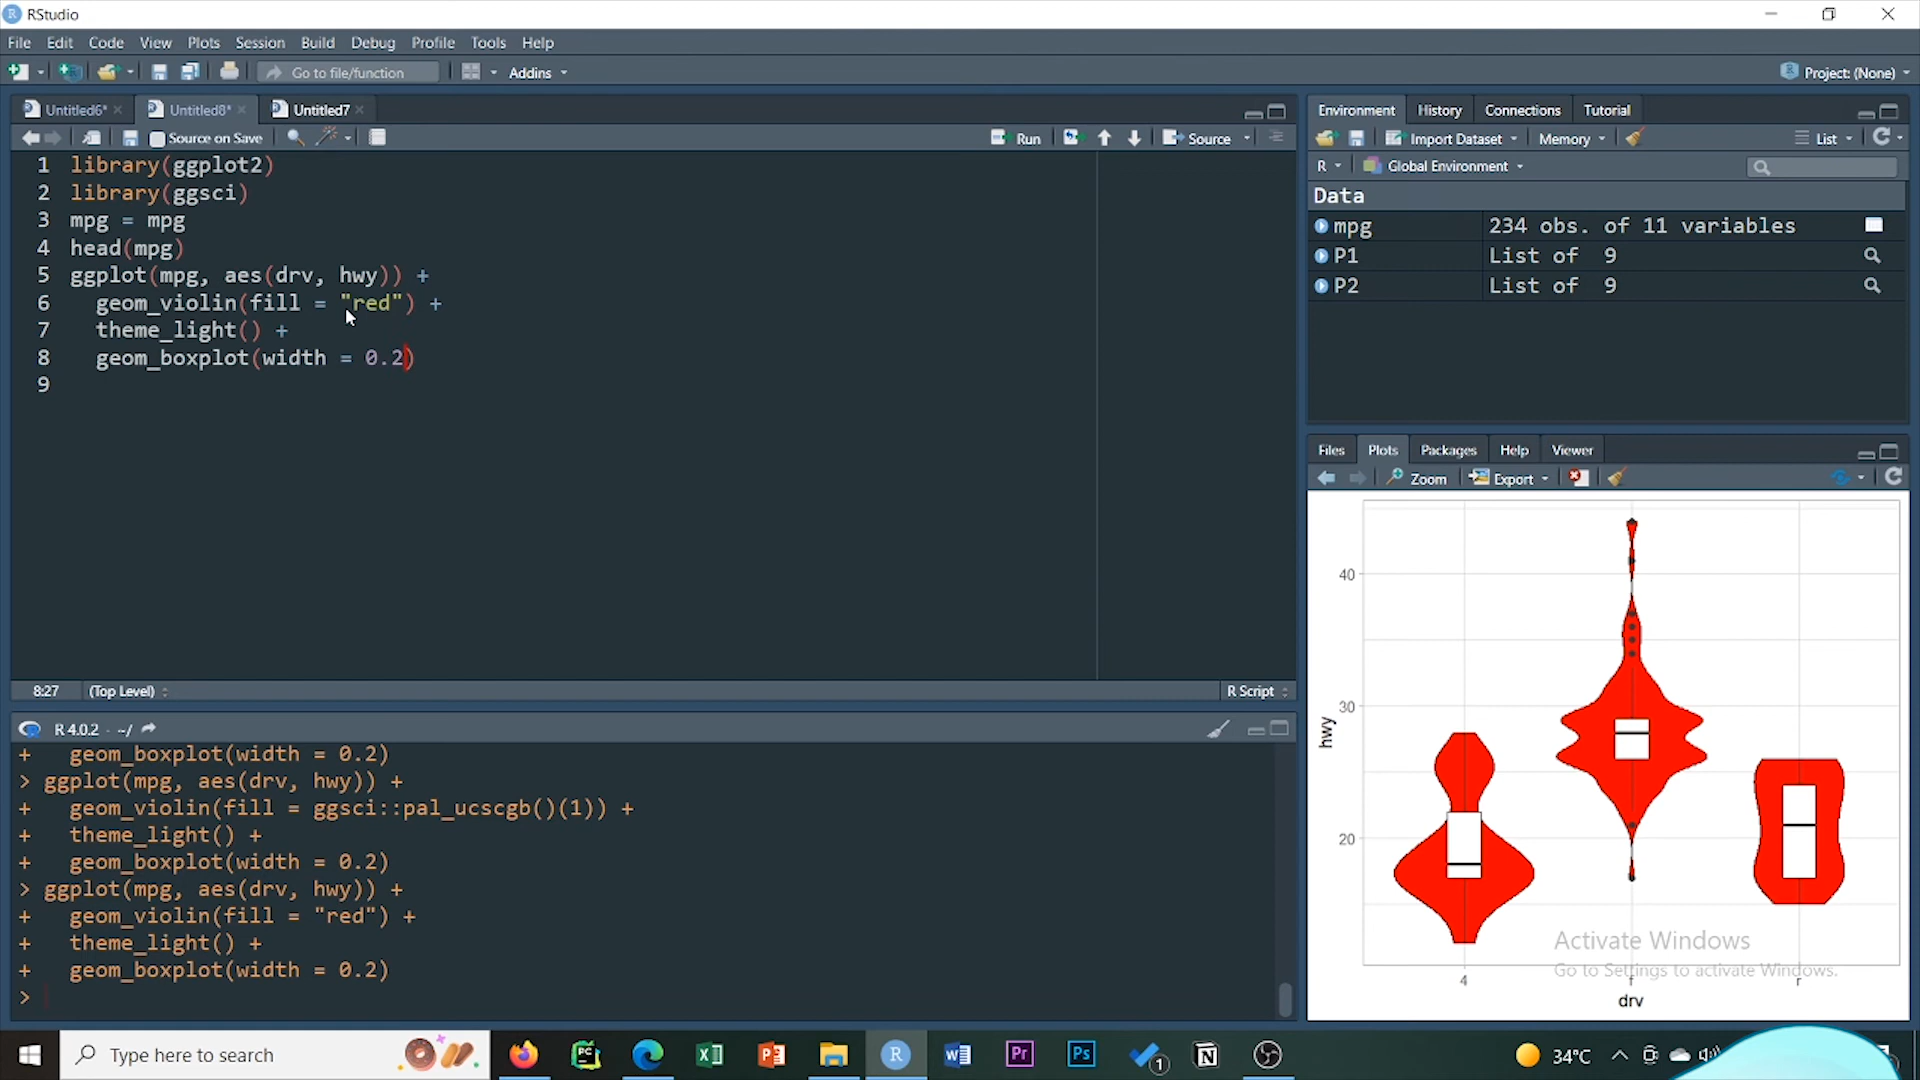 RStudio
File Edit Code View Plots Session Build Debug Profile Tools Help
Go to file/function Addins Project: (None)
Untitled6* Untitled8* Untitled7
Source on Save Run Source
1 library(ggplot2)
2 library(ggsci)
3 mpg = mpg
4 head(mpg)
5 ggplot(mpg, aes(drv, hwy)) +
6 geom_violin(fill = "red") +
7 theme_light() +
8 geom_boxplot(width = 0.2)
9
8:27 (Top Level) R Script
R 4.0.2 · ~/
+ geom_boxplot(width = 0.2)
> ggplot(mpg, aes(drv, hwy)) +
+ geom_violin(fill = ggsci::pal_ucscgb()(1)) +
+ theme_light() +
+ geom_boxplot(width = 0.2)
> ggplot(mpg, aes(drv, hwy)) +
+ geom_violin(fill = "red") +
+ theme_light() +
+ geom_boxplot(width = 0.2)
>
Environment History Connections Tutorial
Import Dataset Memory List
R Global Environment
Data
mpg 234 obs. of 11 variables
P1 List of 9
P2 List of 9
Files Plots Packages Help Viewer
Zoom Export
40
30
20
hwy
4 f r
drv
Activate Windows
Go to Settings to activate Windows.
Type here to search
PC
Pr
Ps
1
N
R
34°C